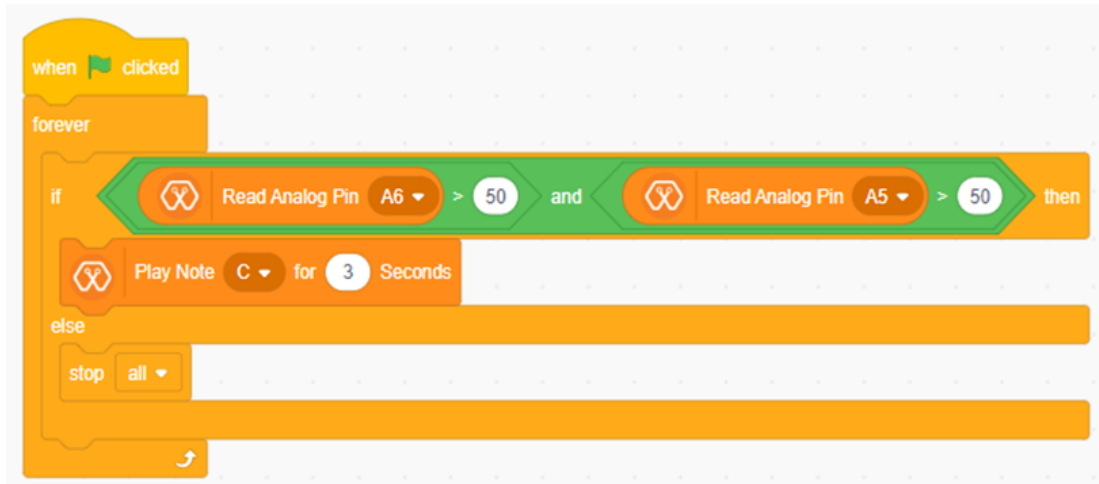 when clicked
forever
if Read Analog Pin A6 > 50 and Read Analog Pin A5 > 50 then
Play Note C for 3 Seconds
else
stop all